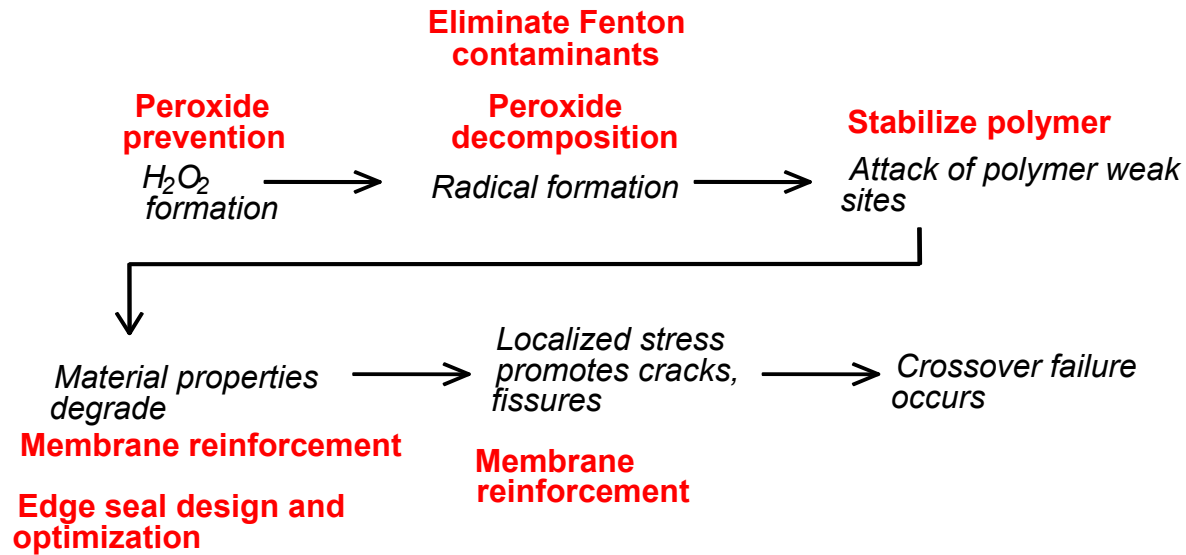 Eliminate Fenton
contaminants
Peroxide
prevention
Peroxide
decomposition
Stabilize polymer
H₂O₂
formation
Radical formation
Attack of polymer weak
sites
Material properties
degrade
Localized stress
promotes cracks,
fissures
Crossover failure
occurs
Membrane reinforcement
Membrane
reinforcement
Edge seal design and
optimization